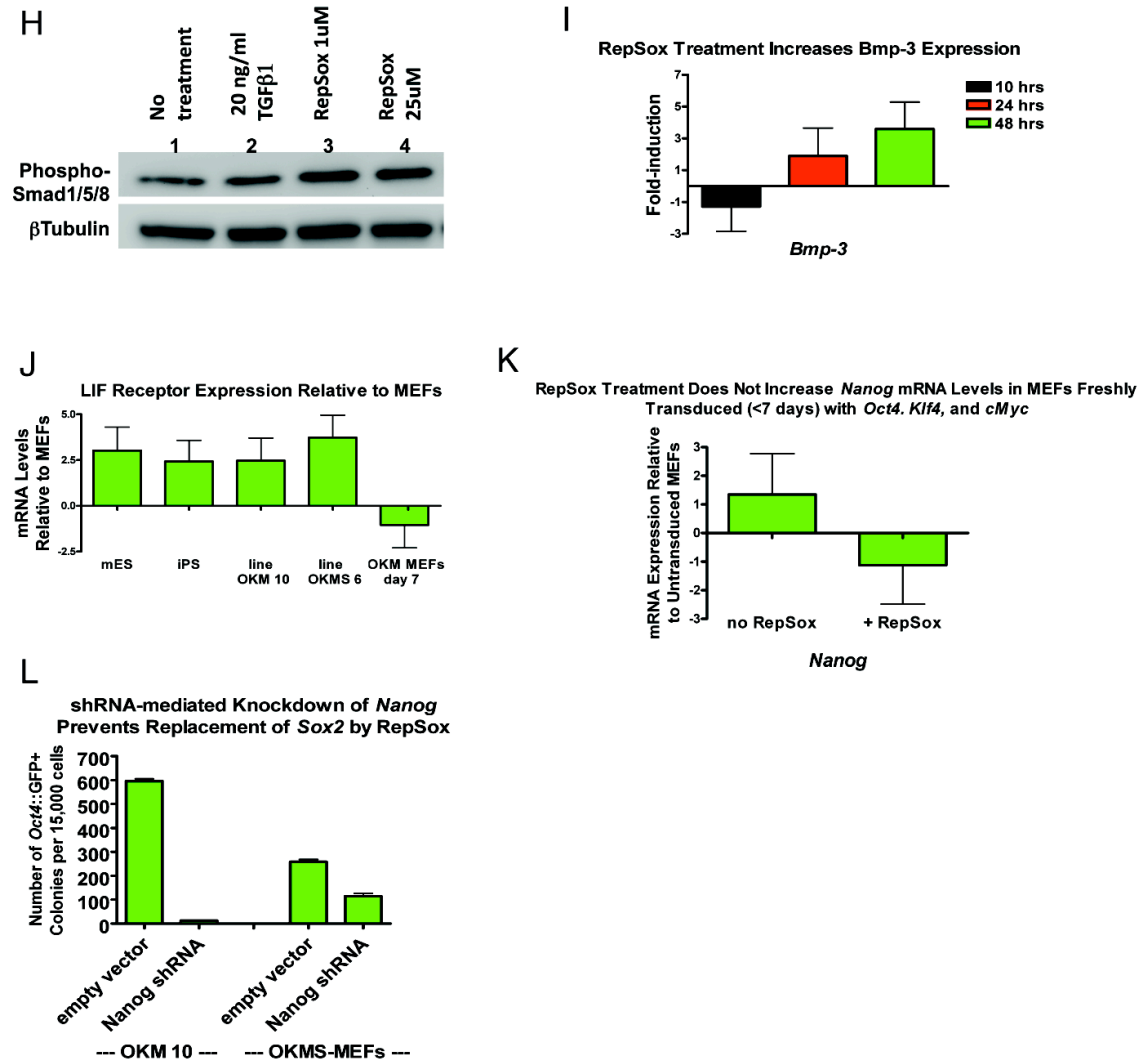 H
No
treatment
20 ng/ml
TGFβ1
RepSox 1uM
RepSox
25uM
1 2 3 4
Phospho-
Smad1/5/8
βTubulin
I
RepSox Treatment Increases Bmp-3 Expression
Fold-induction
7
5
3
1
-1
-3
10 hrs
24 hrs
48 hrs
Bmp-3
J
LIF Receptor Expression Relative to MEFs
mRNA Levels
Relative to MEFs
5.0
2.5
0.0
-2.5
mES
iPS
line
OKM 10
line
OKMS 6
OKM MEFs
day 7
K
RepSox Treatment Does Not Increase Nanog mRNA Levels in MEFs Freshly
Transduced (<7 days) with Oct4. Klf4, and cMyc
mRNA Expression Relative
to Untransduced MEFs
3
2
1
0
-1
-2
-3
no RepSox
+ RepSox
Nanog
L
shRNA-mediated Knockdown of Nanog
Prevents Replacement of Sox2 by RepSox
Number of Oct4::GFP+
Colonies per 15,000 cells
700
600
500
400
300
200
100
0
empty vector
Nanog shRNA
empty vector
Nanog shRNA
--- OKM 10 ---
--- OKMS-MEFs ---